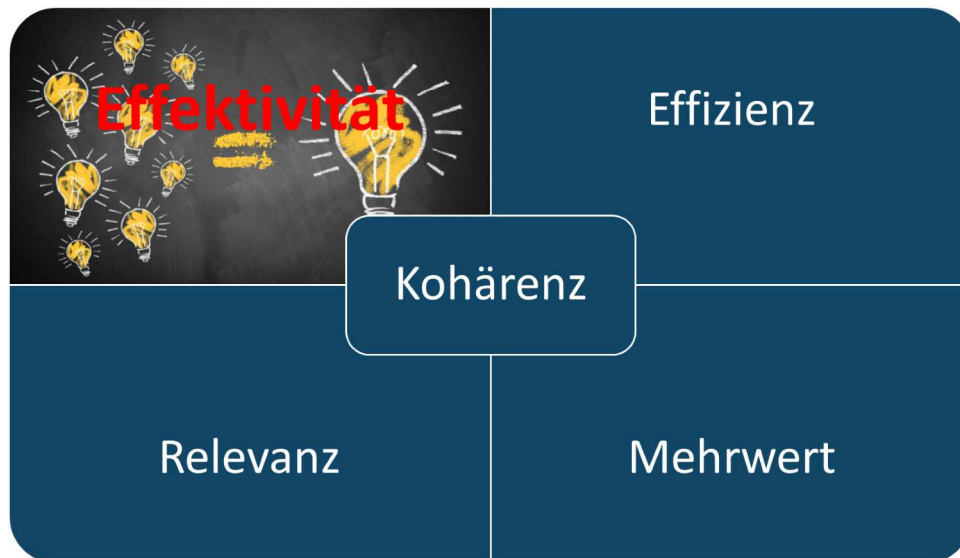 Effektivität
Effizienz
Kohärenz
Relevanz
Mehrwert